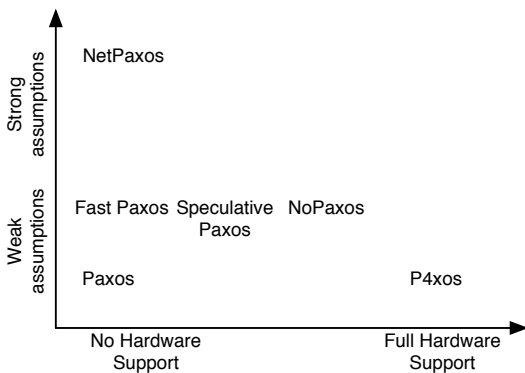 NetPaxos
Strong
assumptions
Fast Paxos
Speculative
Paxos
NoPaxos
Weak
assumptions
Paxos
P4xos
No Hardware
Support
Full Hardware
Support